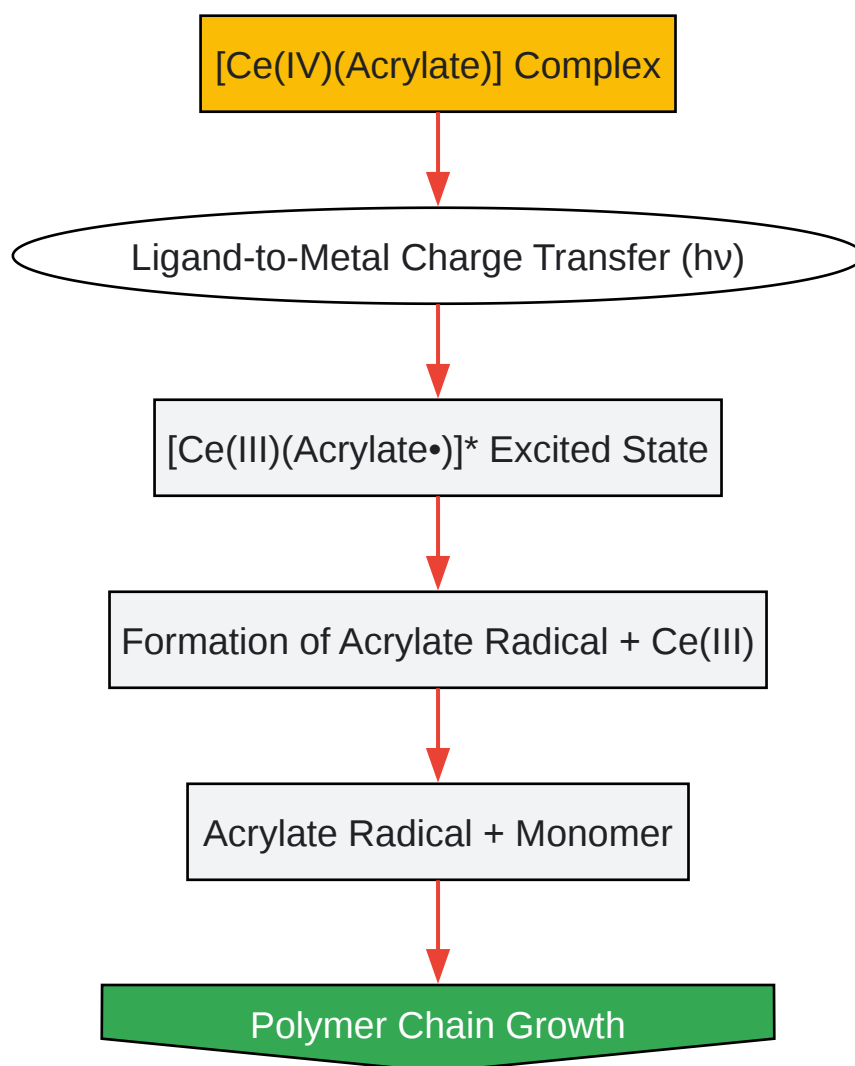 [Ce(IV)(Acrylate)] Complex
Ligand-to-Metal Charge Transfer (hν)
[Ce(III)(Acrylate•)]* Excited State
Formation of Acrylate Radical + Ce(III)
Acrylate Radical + Monomer
Polymer Chain Growth